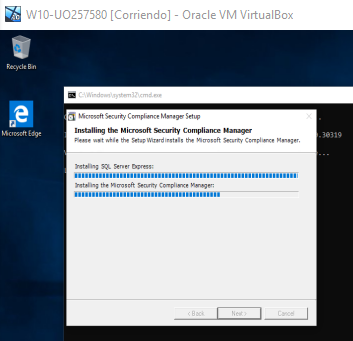 W10-UO257580 [Corriendo] - Oracle VM VirtualBox
Recycle Bin
Microsoft Edge
C:\Windows\system32\cmd.exe
Microsoft Security Compliance Manager Setup
Installing the Microsoft Security Compliance Manager
Please wait while the Setup Wizard installs the Microsoft Security Compliance Manager.
.30319
Installing SQL Server Express:
Installing the Microsoft Security Compliance Manager:
< Back
Next >
Cancel